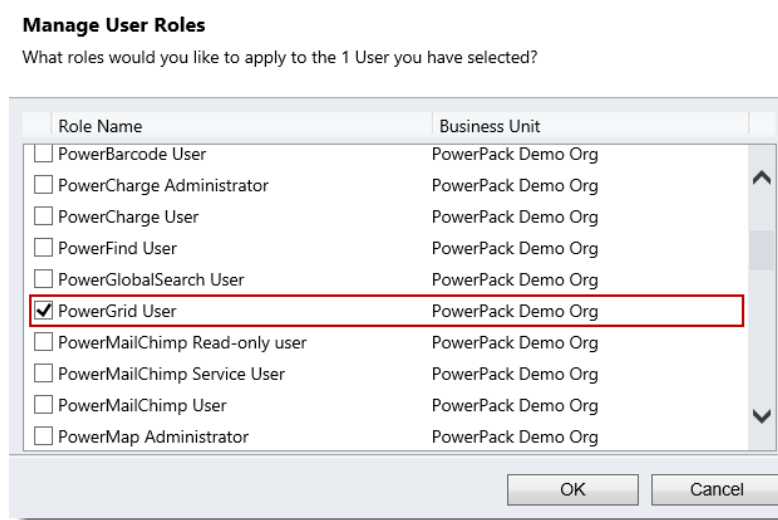 Manage User Roles
What roles would you like to apply to the 1 User you have selected?
Role Name Business Unit
PowerBarcode User PowerPack Demo Org
PowerCharge Administrator PowerPack Demo Org
PowerCharge User PowerPack Demo Org
PowerFind User PowerPack Demo Org
PowerGlobalSearch User PowerPack Demo Org
PowerGrid User PowerPack Demo Org
PowerMailChimp Read-only user PowerPack Demo Org
PowerMailChimp Service User PowerPack Demo Org
PowerMailChimp User PowerPack Demo Org
PowerMap Administrator PowerPack Demo Org
OK Cancel